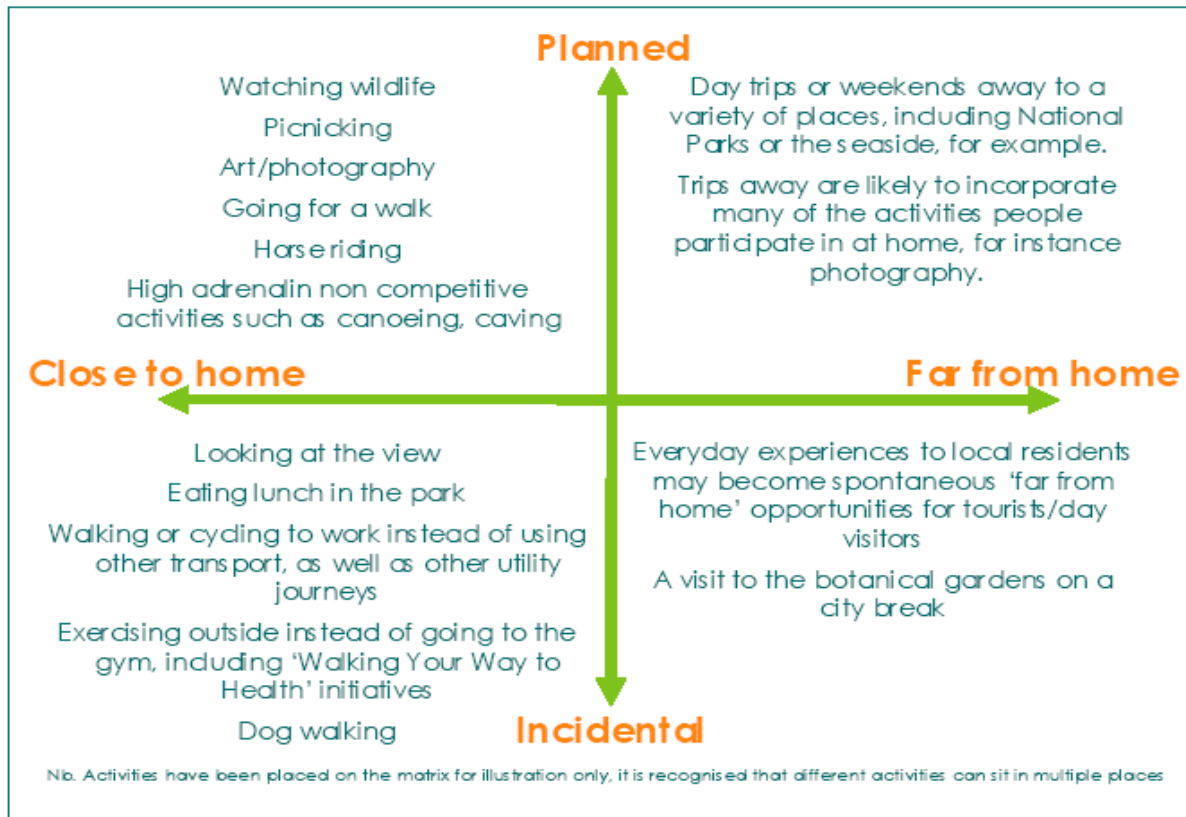 Planned
Watching wildlife
Picnicking
Art/photography
Going for a walk
Horse riding
High adrenalin non competitive
activities such as canoeing, caving
Day trips or weekends away to a
variety of places, including National
Parks or the seaside, for example.
Trips away are likely to incorporate
many of the activities people
participate in at home, for instance
photography.
Close to home
Far from home
Looking at the view
Eating lunch in the park
Walking or cycling to work instead of using
other transport, as well as other utility
journeys
Exercising outside instead of going to the
gym, including ‘Walking Your Way to
Health’ initiatives
Dog walking
Everyday experiences to local residents
may become spontaneous ‘far from
home’ opportunities for tourists/day
visitors
A visit to the botanical gardens on a
city break
Incidental
Nb. Activities have been placed on the matrix for illustration only, it is recognised that different activities can sit in multiple places